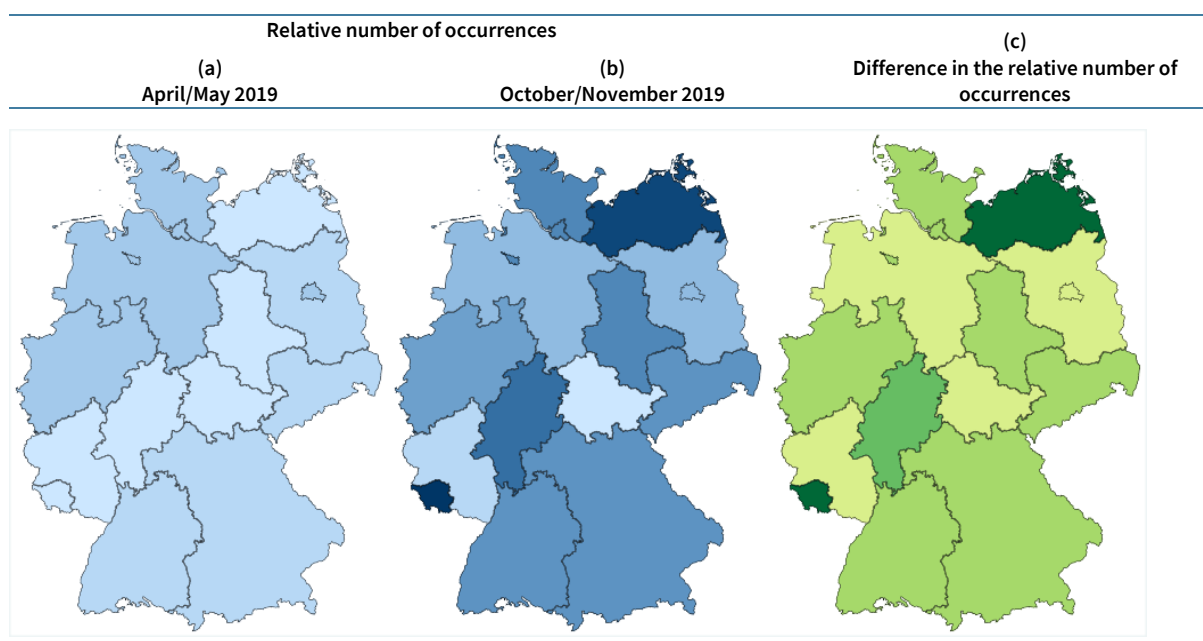 Relative number of occurrences
(a)
April/May 2019
(b)
October/November 2019
(c)
Difference in the relative number of
occurrences